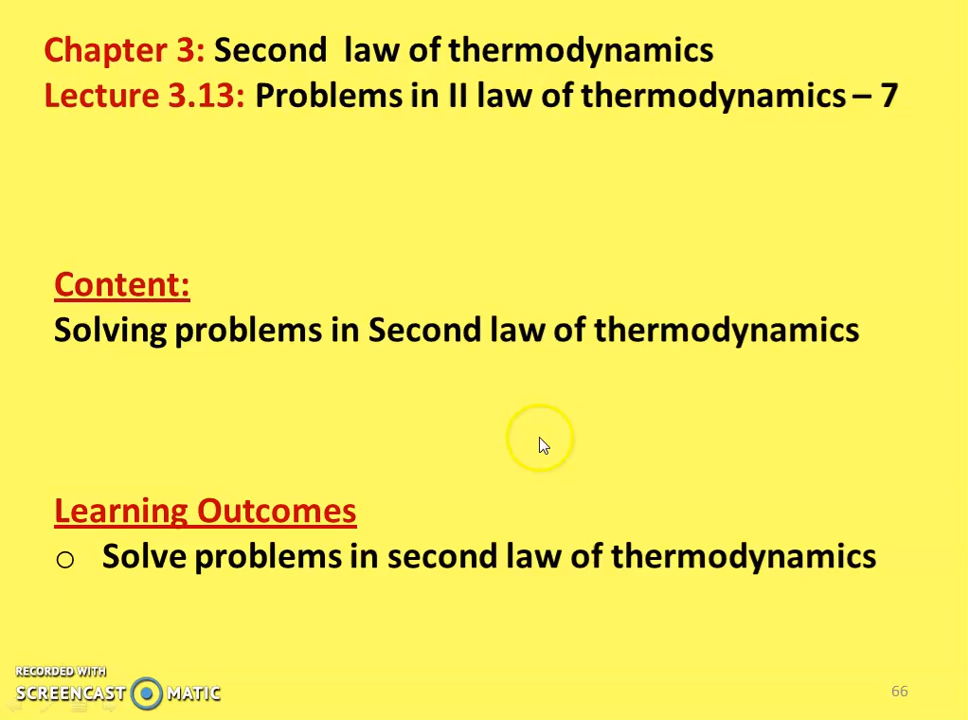 Chapter 3: Second law of thermodynamics
Lecture 3.13: Problems in II law of thermodynamics – 7
Content:
Solving problems in Second law of thermodynamics
Learning Outcomes
o Solve problems in second law of thermodynamics
RECORDED WITH
SCREENCAST MATIC
66